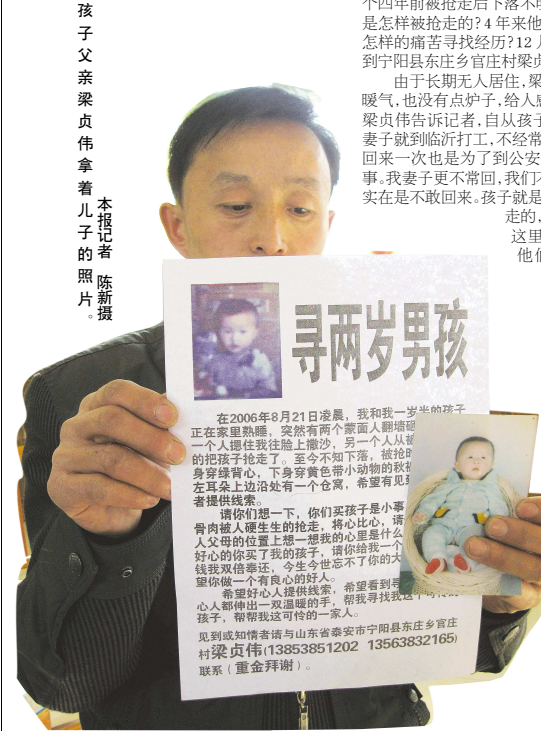 孩子父亲梁贞伟拿着儿子的照片。
本报记者 陈新摄
个四年前被抢走后下落不
是怎样被抢走的?4年来他
怎样的痛苦寻找经历?12月
到宁阳县东庄乡官庄村梁贞
由于长期无人居住,梁
暖气,也没有点炉子,给人感
梁贞伟告诉记者,自从孩子
妻子就到临沂打工,不经常
回来一次也是为了到公安
事。我妻子更不常回,我们不
实在是不敢回来。孩子就是
走的,
这里
他们
寻两岁男孩
在2006年8月21日凌晨，我和我一岁半的孩子
正在家里熟睡，突然有两个蒙面人翻墙
一个人摁住我往脸上撒沙，另一个人从
的把孩子抢走了。至今不知下落，被抢时
身穿绿背心，下身穿黄色带小动物的秋
左耳朵上边沿处有一个仓窝，希望有见到
者提供线索。
请你们想一下，你们买孩子是小事
骨肉被人硬生生的抢走，将心比心，请
人父母的位置上想一想我的心里是什么
好心的你买了我的孩子，请你给我一个
钱我双倍奉还，今生今世忘不了你的大
望你做一个有良心的好人。
希望好心人提供线索，希望看到寻
心人都伸出一双温暖的手，帮我寻找我这个可怜的
孩子，帮帮我这可怜的一家人。
见到或知情者请与山东省泰安市宁阳县东庄乡官庄
村梁贞伟(13853851202 13563832165)
联系（重金拜谢）。